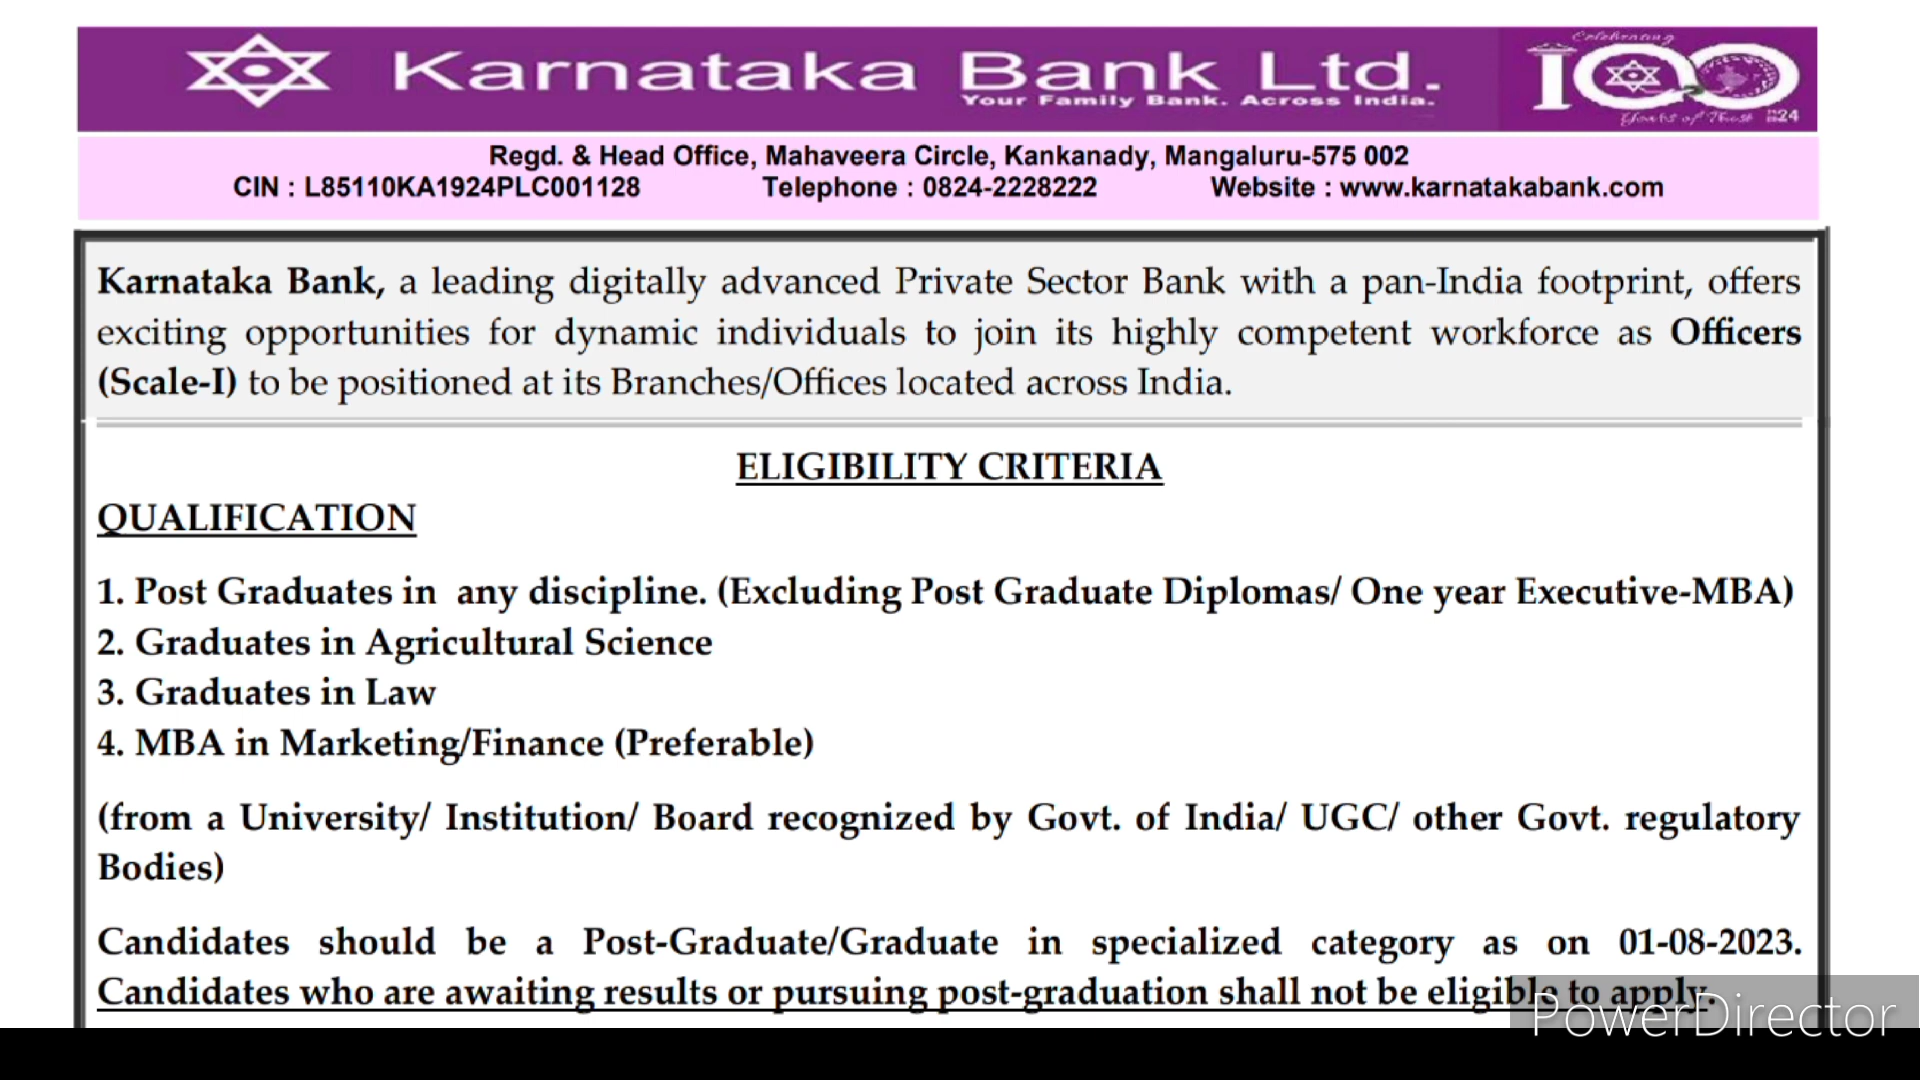 Karnataka Bank Ltd.
Your Family Bank. Across India.
Celebrating
100
Years of Trust
24
Regd. & Head Office, Mahaveera Circle, Kankanady, Mangaluru-575 002
CIN : L85110KA1924PLC001128 Telephone : 0824-2228222 Website : www.karnatakabank.com
Karnataka Bank, a leading digitally advanced Private Sector Bank with a pan-India footprint, offers
exciting opportunities for dynamic individuals to join its highly competent workforce as Officers
(Scale-I) to be positioned at its Branches/Offices located across India.
ELIGIBILITY CRITERIA
QUALIFICATION
1. Post Graduates in any discipline. (Excluding Post Graduate Diplomas/ One year Executive-MBA)
2. Graduates in Agricultural Science
3. Graduates in Law
4. MBA in Marketing/Finance (Preferable)
(from a University/ Institution/ Board recognized by Govt. of India/ UGC/ other Govt. regulatory
Bodies)
Candidates should be a Post-Graduate/Graduate in specialized category as on 01-08-2023.
Candidates who are awaiting results or pursuing post-graduation shall not be eligible to apply.
PowerDirector